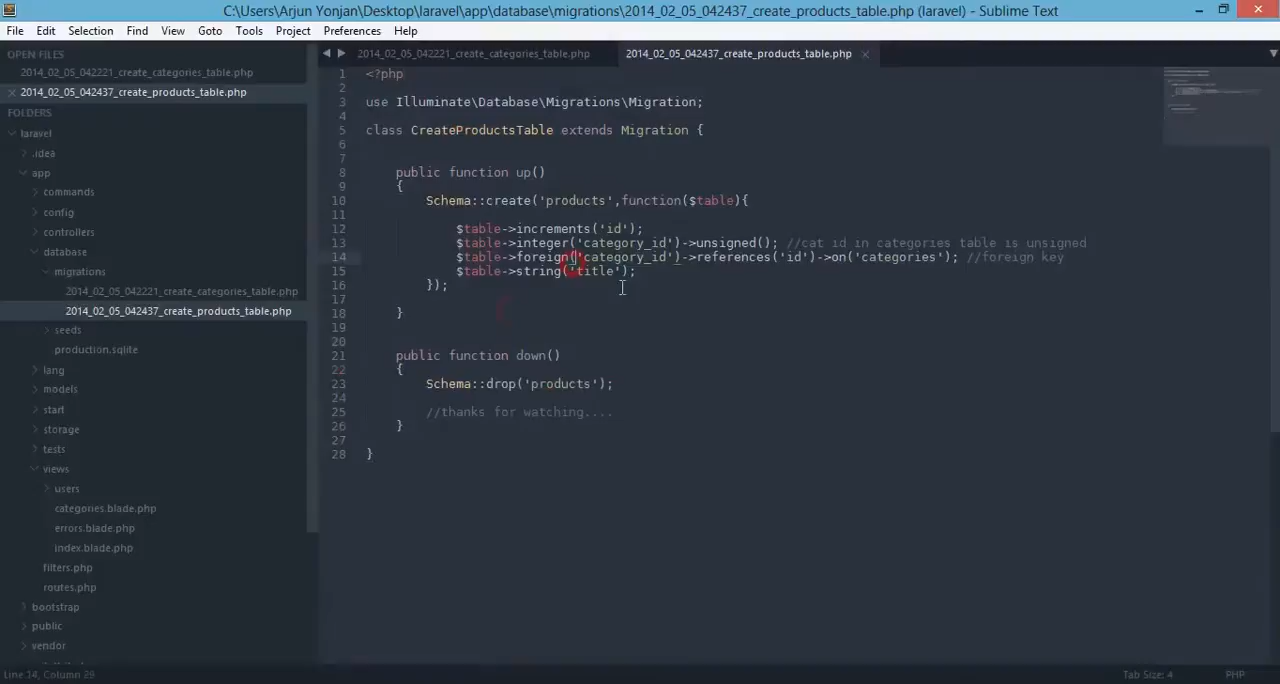 C:\Users\Arjun Yonjan\Desktop\laravel\app\database\migrations\2014_02_05_042437_create_products_table.php (laravel) - Sublime Text
File Edit Selection Find View Goto Tools Project Preferences Help
OPEN FILES
2014_02_05_042221_create_categories_table.php
2014_02_05_042437_create_products_table.php
FOLDERS
laravel
.idea
app
commands
config
controllers
database
migrations
2014_02_05_042221_create_categories_table.php
2014_02_05_042437_create_products_table.php
seeds
production.sqlite
lang
models
start
storage
tests
views
users
categories.blade.php
errors.blade.php
index.blade.php
filters.php
routes.php
bootstrap
public
vendor
2014_02_05_042221_create_categories_table.php 2014_02_05_042437_create_products_table.php
1 <?php
2
3 use Illuminate\Database\Migrations\Migration;
4
5 class CreateProductsTable extends Migration {
6
7
8 public function up()
9 {
10 Schema::create('products',function($table){
11
12 $table->increments('id');
13 $table->integer('category_id')->unsigned(); //cat id in categories table is unsigned
14 $table->foreign('category_id')->references('id')->on('categories'); //foreign key
15 $table->string('title');
16 });
17
18 }
19
20
21 public function down()
22 {
23 Schema::drop('products');
24
25 //thanks for watching....
26 }
27
28 }
Line 14, Column 29 Tab Size: 4 PHP